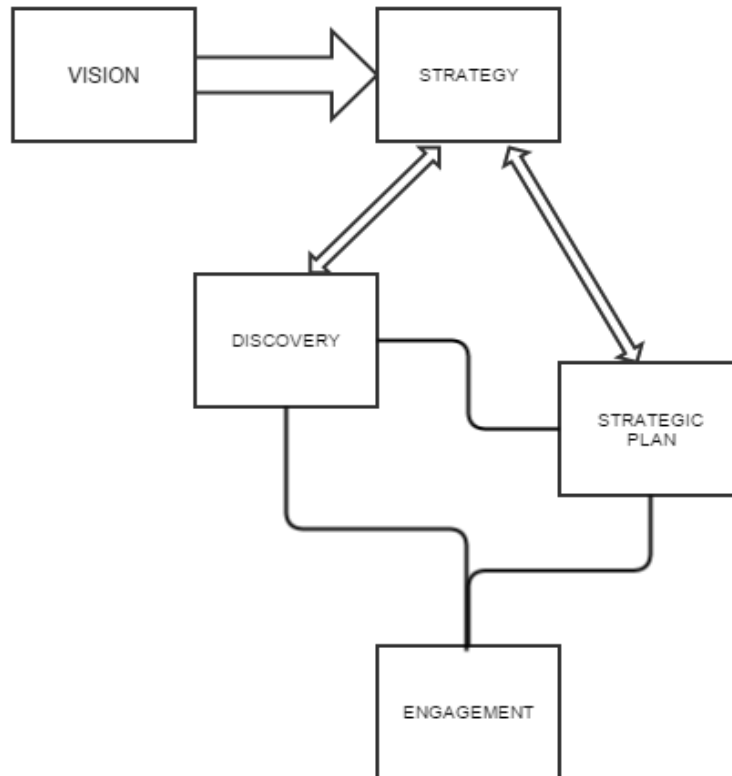 VISION
STRATEGY
DISCOVERY
STRATEGIC
PLAN
ENGAGEMENT